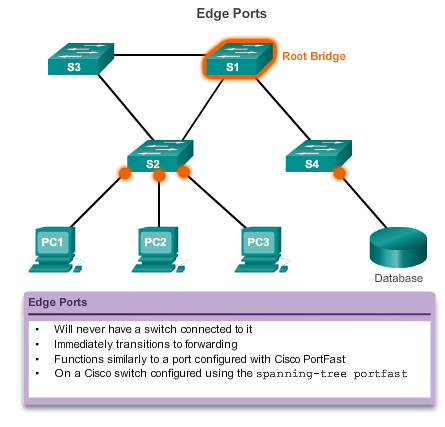 Edge Ports
S3
S1
Root Bridge
S2
S4
PC1
PC2
PC3
Database
Edge Ports
• Will never have a switch connected to it
• Immediately transitions to forwarding
• Functions similarly to a port configured with Cisco PortFast
• On a Cisco switch configured using the spanning-tree portfast